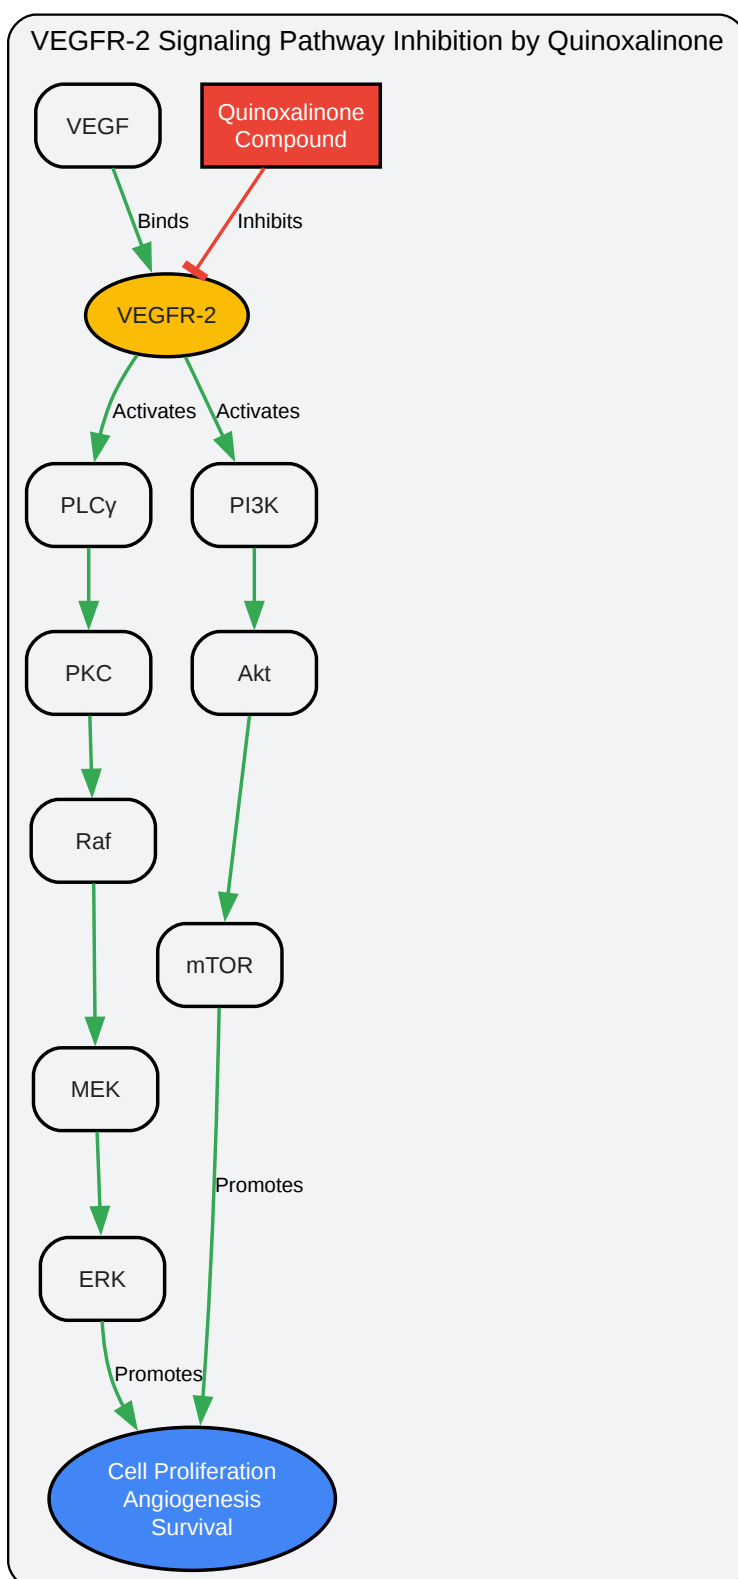 VEGFR-2 Signaling Pathway Inhibition by Quinoxalinone
VEGF
Quinoxalinone
Compound
Binds
Inhibits
VEGFR-2
Activates
Activates
PLCγ
PI3K
PKC
Akt
Raf
mTOR
MEK
Promotes
ERK
Promotes
Cell Proliferation
Angiogenesis
Survival